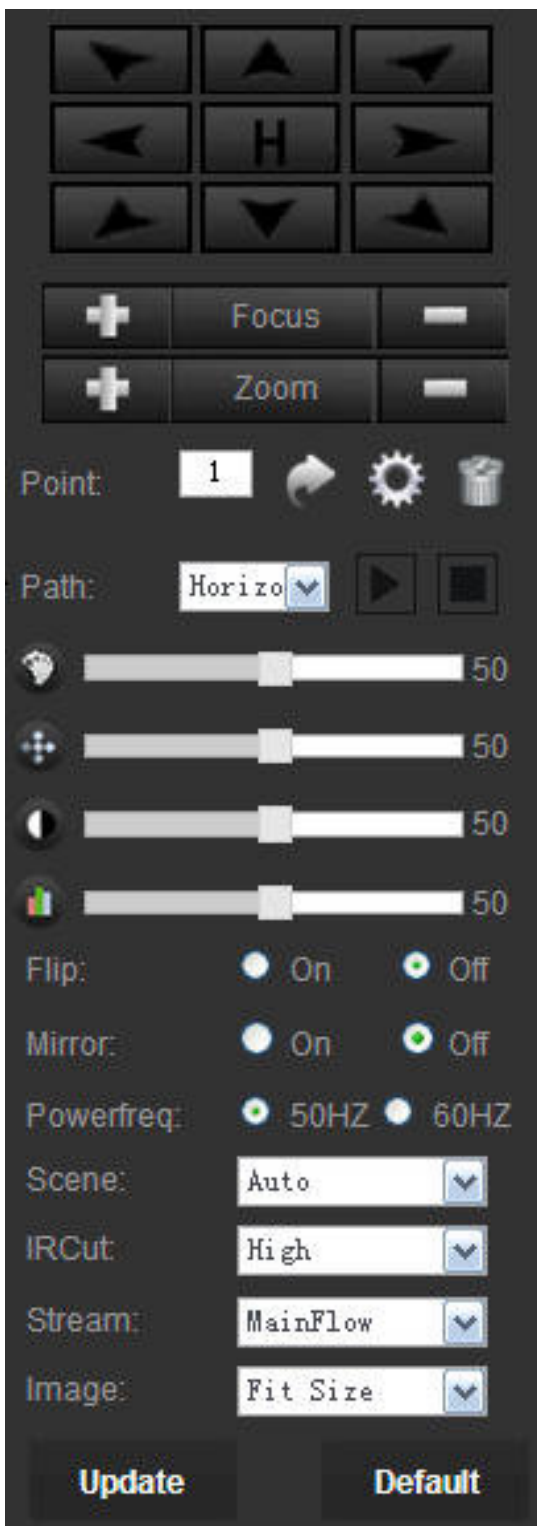 H
Focus
Zoom
Point: 1
Path: Horizo
50
50
50
50
Flip: On Off
Mirror: On Off
Powerfreq: 50HZ 60HZ
Scene: Auto
IRCut: High
Stream: MainFlow
Image: Fit Size
Update Default